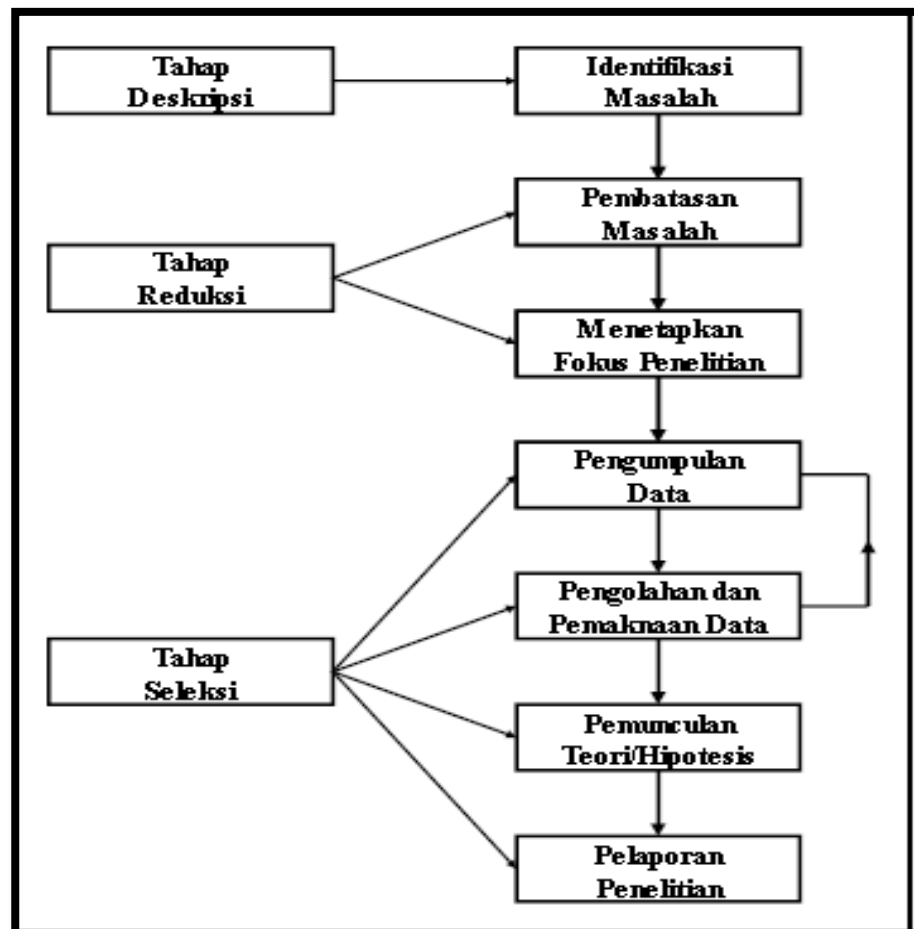 Tahap
Deskripsi
Identifikasi
Masalah
Pembatasan
Masalah
Tahap
Reduksi
Menetapkan
Fokus Penelitian
Pengumpulan
Data
Pengolahan dan
Pemaknaan Data
Tahap
Seleksi
Pemunculan
Teori/Hipotesis
Pelaporan
Penelitian